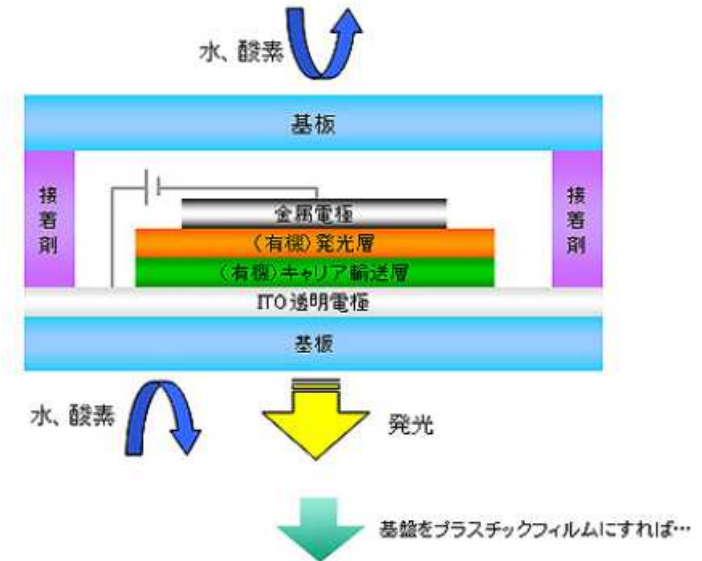 水、酸素
基板
接着剤
接着剤
金属電極
(有機)発光層
(有機)キャリア輸送層
ITO透明電極
基板
水、酸素
発光
基盤をプラスチックフィルムにすれば…